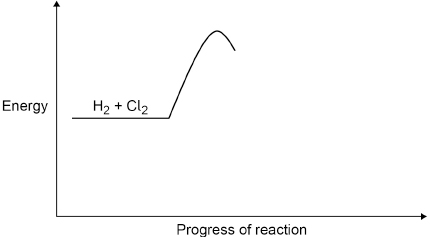 H₂ + Cl₂
Energy
Progress of reaction